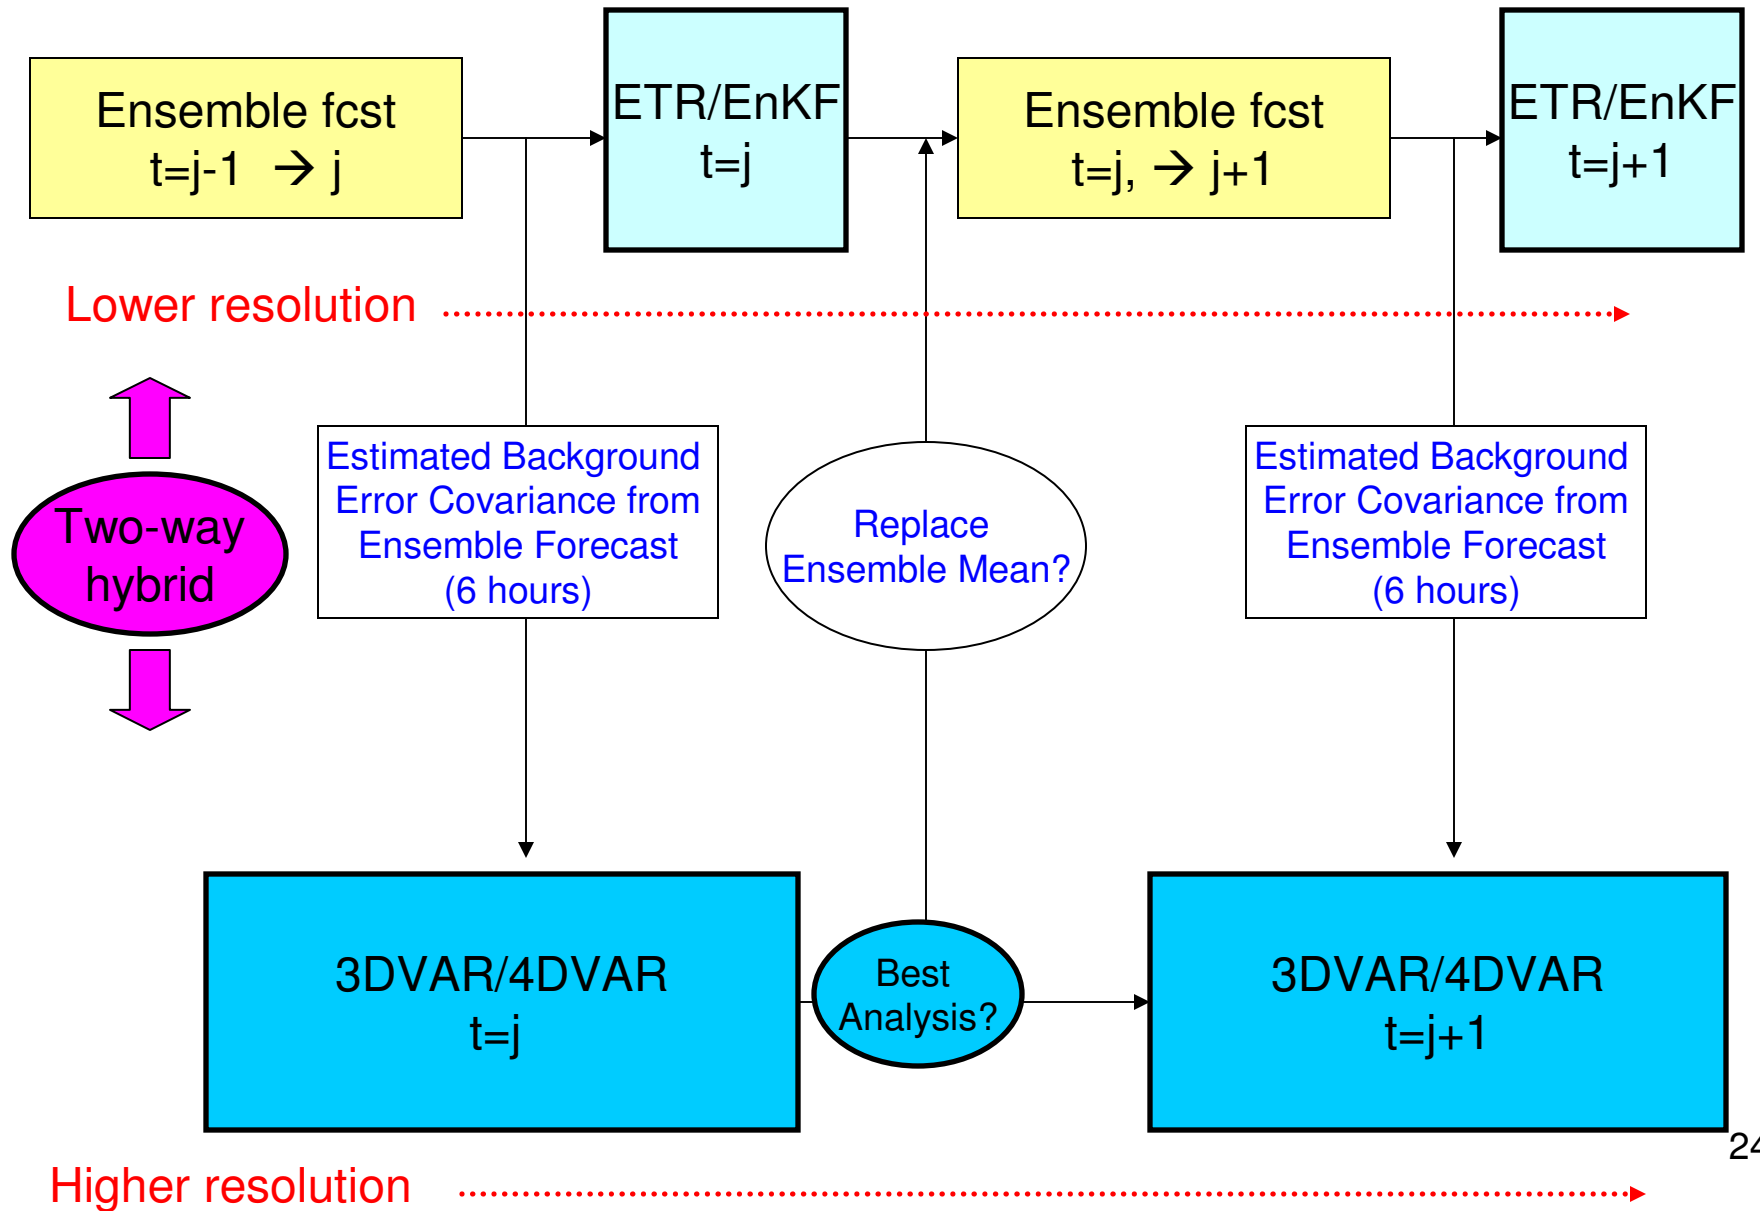 Ensemble fcst
t=j-1 → j
ETR/EnKF
t=j
Ensemble fcst
t=j, → j+1
ETR/EnKF
t=j+1
Lower resolution
Two-way
hybrid
Estimated Background
Error Covariance from
Ensemble Forecast
(6 hours)
Replace
Ensemble Mean?
Estimated Background
Error Covariance from
Ensemble Forecast
(6 hours)
3DVAR/4DVAR
t=j
Best
Analysis?
3DVAR/4DVAR
t=j+1
24
Higher resolution